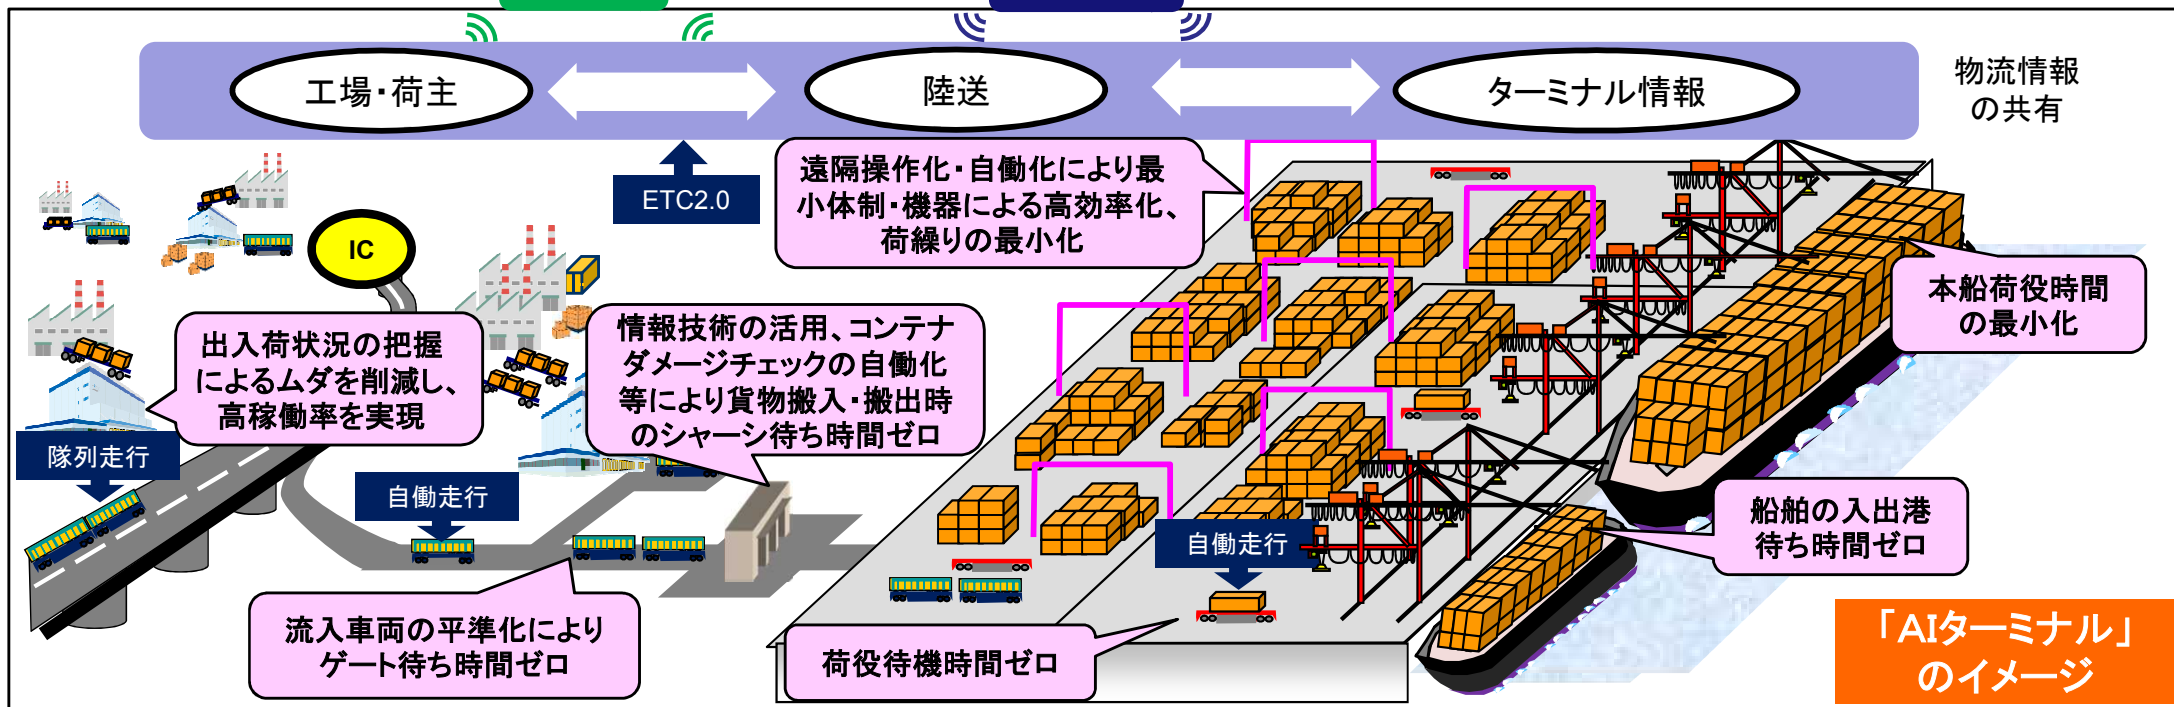 工場・荷主
陸送
ターミナル情報
物流情報
の共有
ETC2.0
遠隔操作化・自働化により最
小体制・機器による高効率化、
荷繰りの最小化
IC
本船荷役時間
の最小化
出入荷状況の把握
によるムダを削減し、
高稼働率を実現
情報技術の活用、コンテナ
ダメージチェックの自働化
等により貨物搬入・搬出時
のシャーシ待ち時間ゼロ
隊列走行
自働走行
船舶の入出港
待ち時間ゼロ
自働走行
流入車両の平準化により
ゲート待ち時間ゼロ
荷役待機時間ゼロ
「AIターミナル」
のイメージ